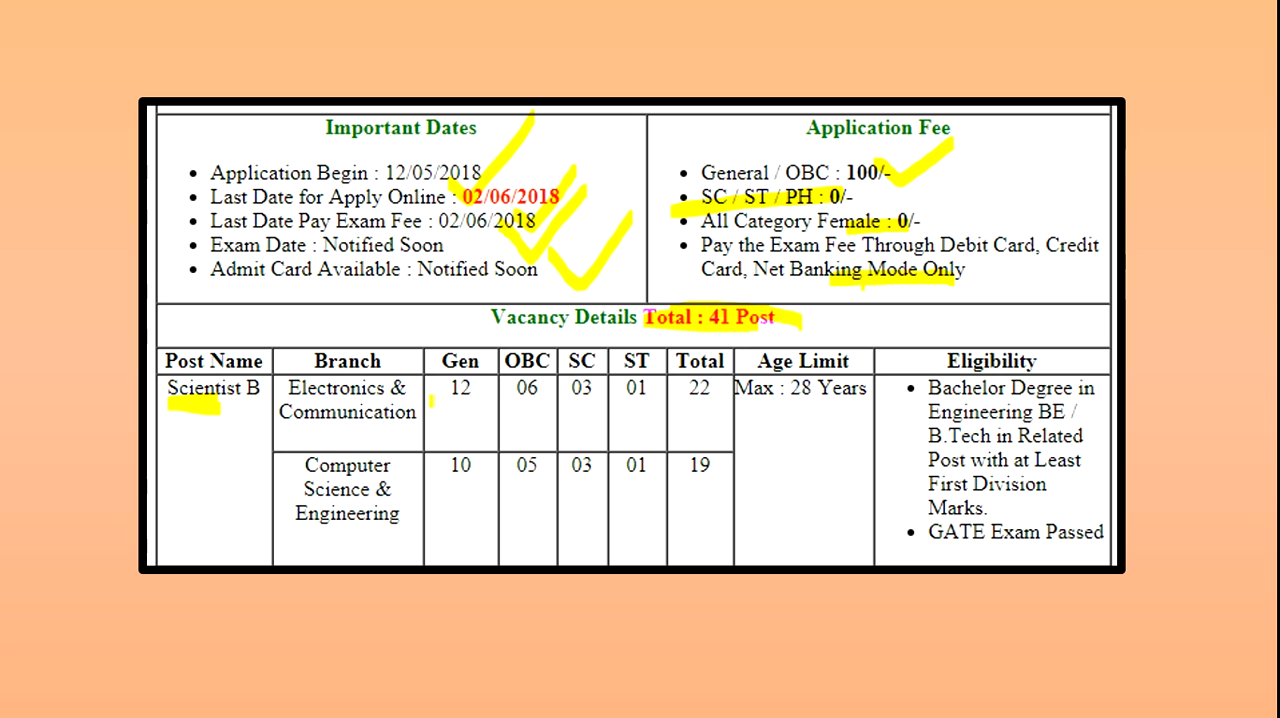 Important Dates
Application Begin : 12/05/2018
Last Date for Apply Online : 02/06/2018
Last Date Pay Exam Fee : 02/06/2018
Exam Date : Notified Soon
Admit Card Available : Notified Soon
Application Fee
General / OBC : 100/-
SC / ST / PH : 0/-
All Category Female : 0/-
Pay the Exam Fee Through Debit Card, Credit
Card, Net Banking Mode Only
Vacancy Details Total : 41 Post
Post Name Branch Gen OBC SC ST Total Age Limit Eligibility
Scientist B
Electronics &
Communication
12 06 03 01 22
Computer
Science &
Engineering
10 05 03 01 19
Max : 28 Years
Bachelor Degree in
Engineering BE /
B.Tech in Related
Post with at Least
First Division
Marks.
GATE Exam Passed